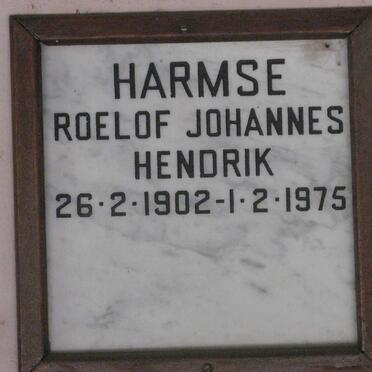 HARMSE
ROELOF JOHANNES
HENDRIK
26·2·1902-1·2·1975